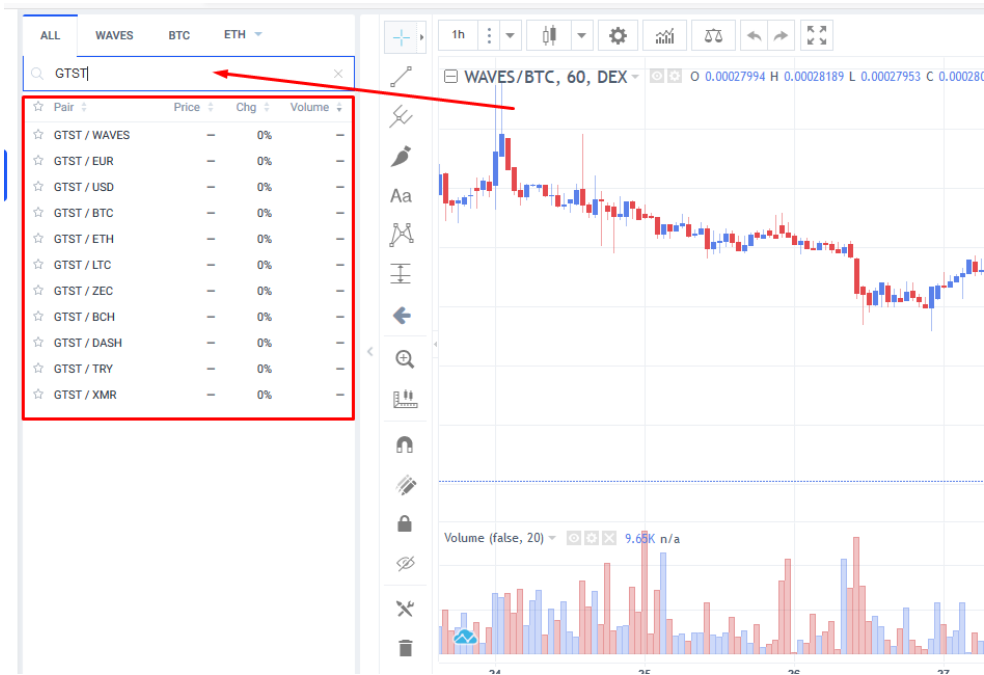 ALL WAVES BTC ETH
GTST
Pair Price Chg Volume
GTST / WAVES – 0% –
GTST / EUR – 0% –
GTST / USD – 0% –
GTST / BTC – 0% –
GTST / ETH – 0% –
GTST / LTC – 0% –
GTST / ZEC – 0% –
GTST / BCH – 0% –
GTST / DASH – 0% –
GTST / TRY – 0% –
GTST / XMR – 0% –
Aa
1h
WAVES/BTC, 60, DEX O 0.00027994 H 0.00028189 L 0.00027953 C 0.000280
Volume (false, 20) 9.65K n/a
24 25 26 27